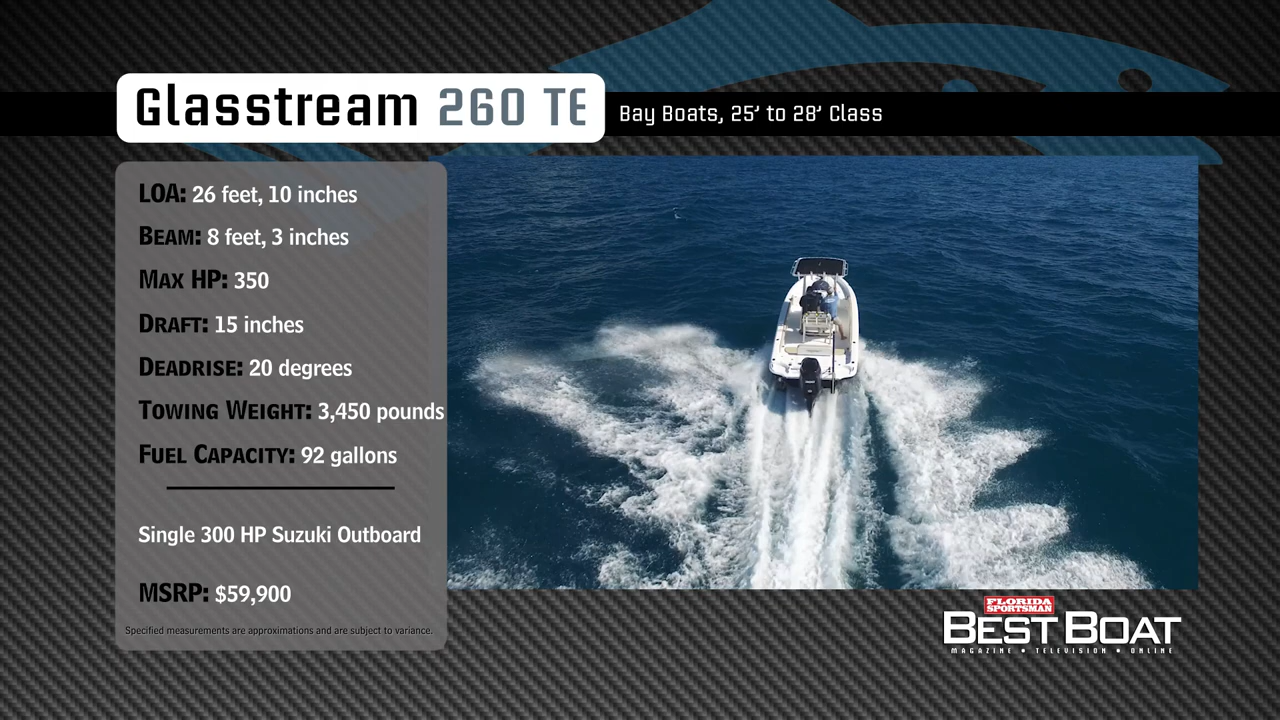 Glasstream 260 TE
Bay Boats, 25' to 28' Class
LOA: 26 feet, 10 inches
BEAM: 8 feet, 3 inches
MAX HP: 350
DRAFT: 15 inches
DEADRISE: 20 degrees
TOWING WEIGHT: 3,450 pounds
FUEL CAPACITY: 92 gallons
Single 300 HP Suzuki Outboard
MSRP: $59,900
Specified measurements are approximations and are subject to variance.
FLORIDA
SPORTSMAN
BEST BOAT
MAGAZINE • TELEVISION • ONLINE